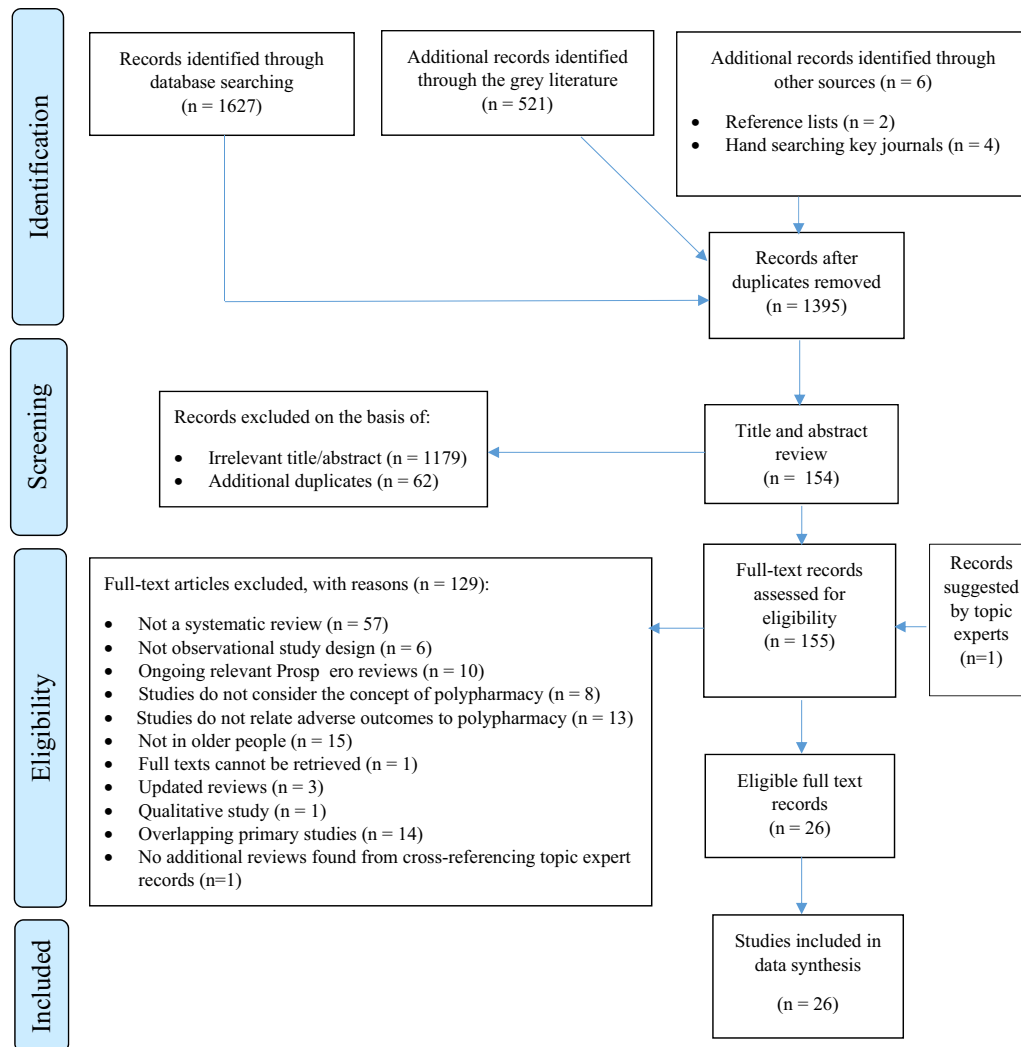 Identification
Records identified through
database searching
(n = 1627)
Additional records identified
through the grey literature
(n = 521)
Additional records identified through
other sources (n = 6)
• Reference lists (n = 2)
• Hand searching key journals (n = 4)
Records after
duplicates removed
(n = 1395)
Screening
Records excluded on the basis of:
• Irrelevant title/abstract (n = 1179)
• Additional duplicates (n = 62)
Title and abstract
review
(n = 154)
Eligibility
Full-text articles excluded, with reasons (n = 129):
• Not a systematic review (n = 57)
• Not observational study design (n = 6)
• Ongoing relevant Prosp ero reviews (n = 10)
• Studies do not consider the concept of polypharmacy (n = 8)
• Studies do not relate adverse outcomes to polypharmacy (n = 13)
• Not in older people (n = 15)
• Full texts cannot be retrieved (n = 1)
• Updated reviews (n = 3)
• Qualitative study (n = 1)
• Overlapping primary studies (n = 14)
• No additional reviews found from cross-referencing topic expert
records (n=1)
Full-text records
assessed for
eligibility
(n = 155)
Records
suggested
by topic
experts
(n=1)
Eligible full text
records
(n = 26)
Included
Studies included in
data synthesis
(n = 26)